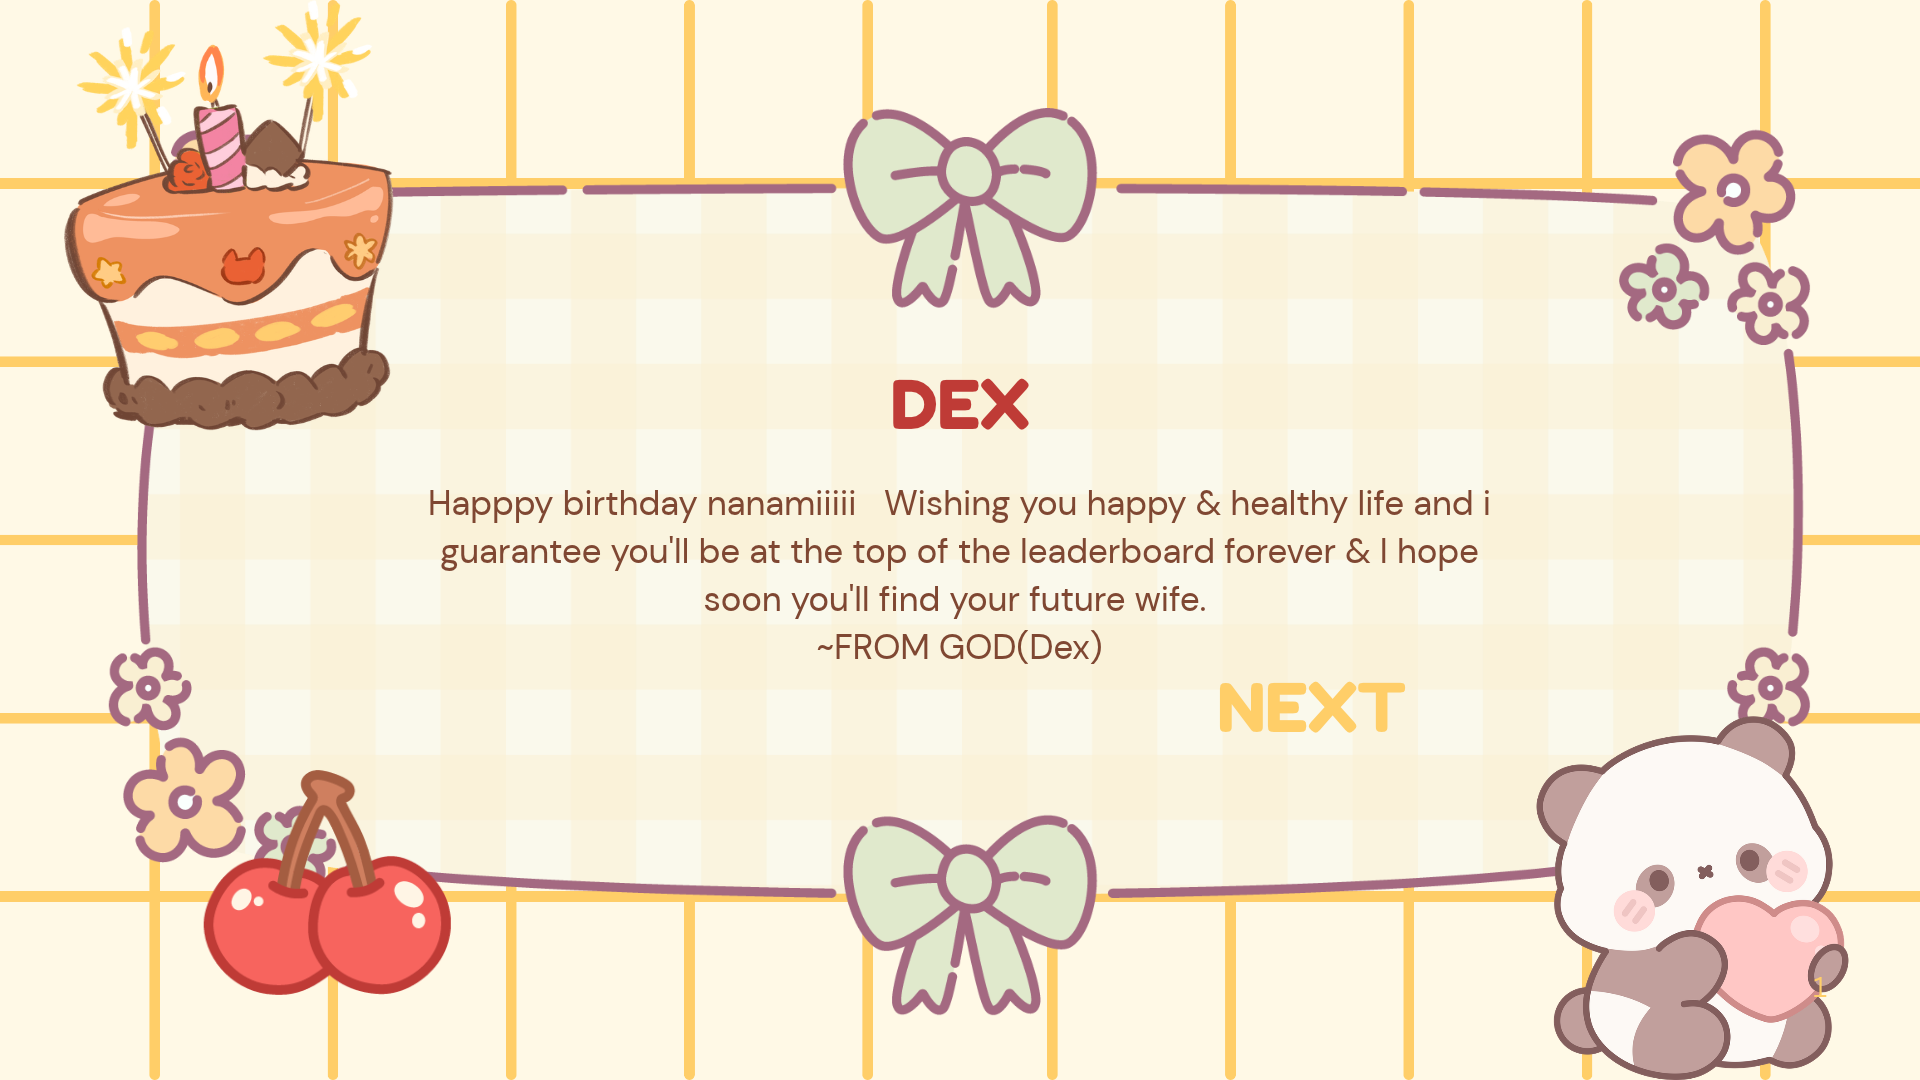 DEX
Happpy birthday nanamiiiii   Wishing you happy & healthy life and i
guarantee you'll be at the top of the leaderboard forever & I hope
soon you'll find your future wife.
~FROM GOD(Dex)
NEXT
1